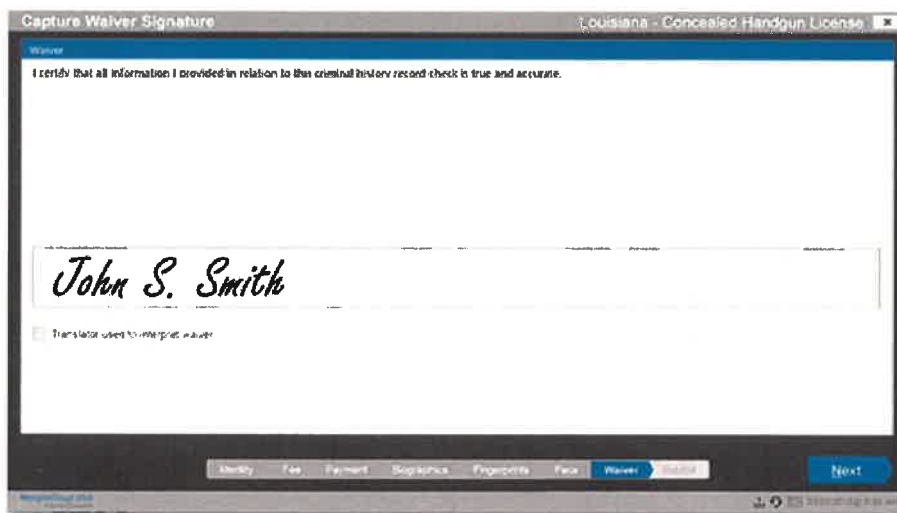 Capture Waiver Signature
Louisiana - Concealed Handgun License
Waiver
I certify that all information I provided in relation to this criminal history record check is true and accurate.
John S. Smith
Translator used to interpret waiver
Identity Fee Payment Biographics Fingerprints Face Waiver
Next